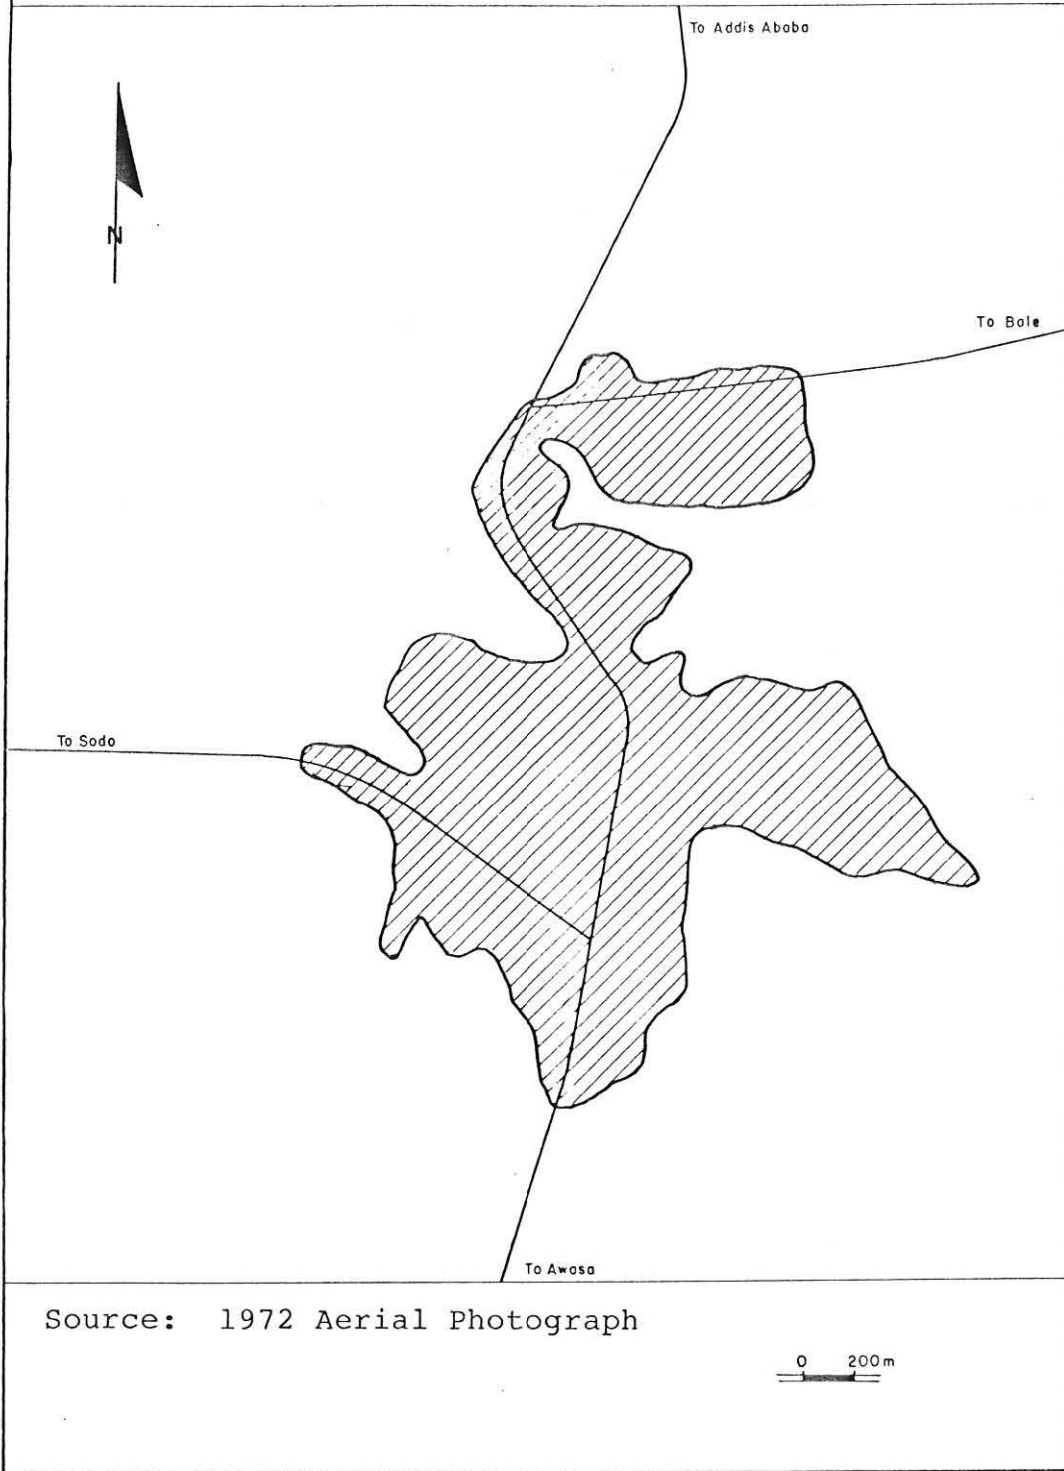 To Addis Ababa
N
To Bale
To Sodo
To Awasa
Source: 1972 Aerial Photograph
0 200m